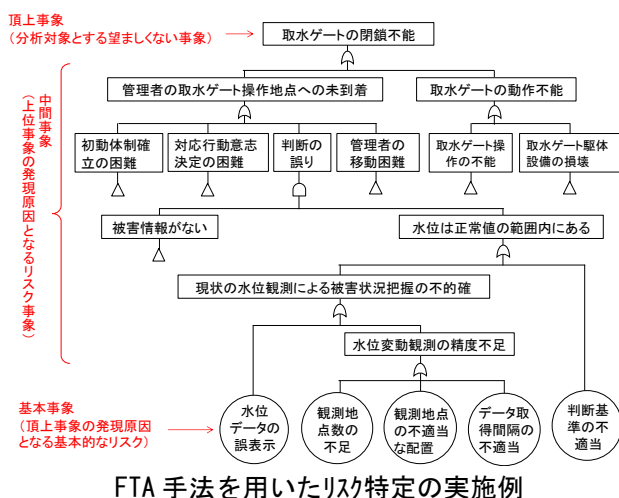 頂上事象
(分析対象とする望ましくない事象)
取水ゲートの閉鎖不能
中間事象
(上位事象の発現原因となるリスク事象)
管理者の取水ゲート操作地点への未到着
取水ゲートの動作不能
初動体制確
立の困難
対応行動意志
決定の困難
判断の
誤り
管理者の
移動困難
取水ゲート操
作の不能
取水ゲート躯体
設備の損壊
被害情報がない
水位は正常値の範囲内にある
現状の水位観測による被害状況把握の不的確
水位変動観測の精度不足
基本事象
(頂上事象の発現原因
となる基本的なリスク)
水位
データの
誤表示
観測地
点数の
不足
観測地点
の不適当
な配置
データ取
得間隔の
不適当
判断基
準の不
適当
FTA 手法を用いたリスク特定の実施例